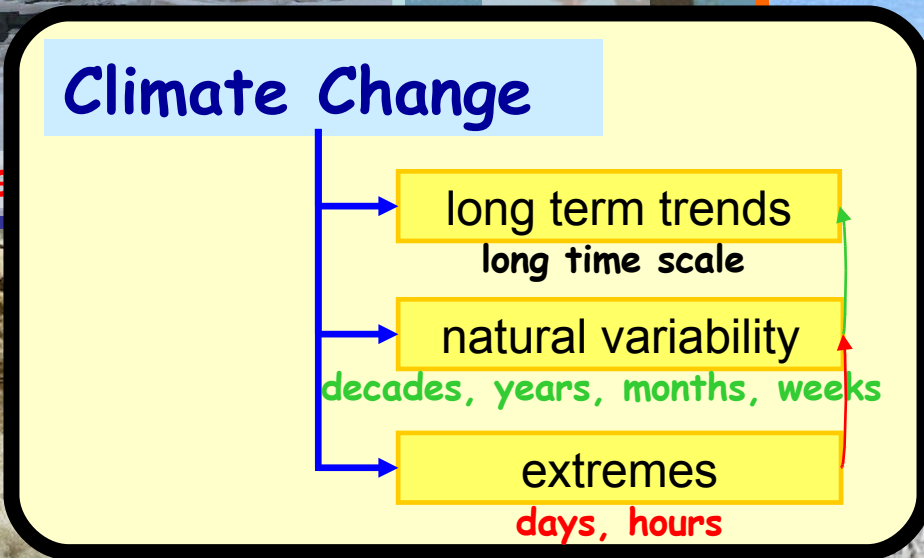 Climate Change
long term trends
long time scale
natural variability
decades, years, months, weeks
extremes
days, hours